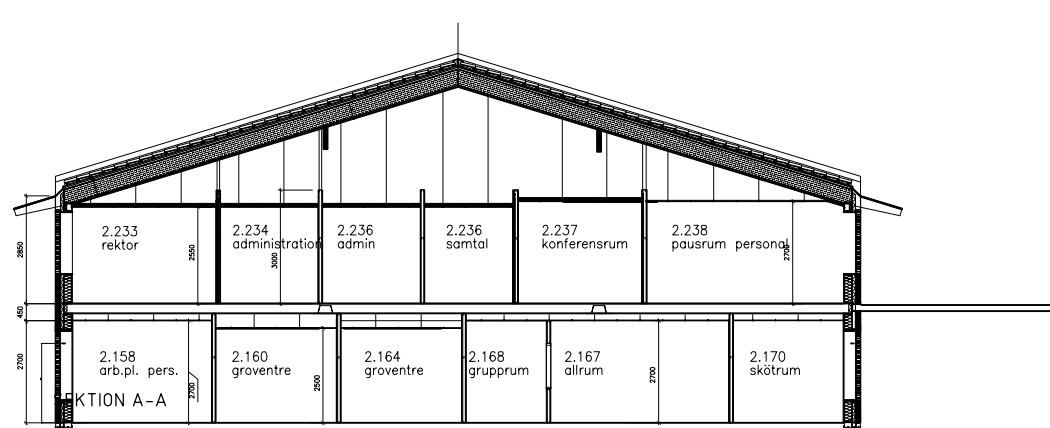 2.233
rektor
2.234
administration
2.236
admin
2.236
samtal
2.237
konferensrum
2.238
pausrum personal
2850
2550
3000
2700
450
2.158
arb.pl. pers.
2.160
groventre
2.164
groventre
2.168
grupprum
2.167
allrum
2.170
skötrum
2700
2700
2500
2700
KTION A-A